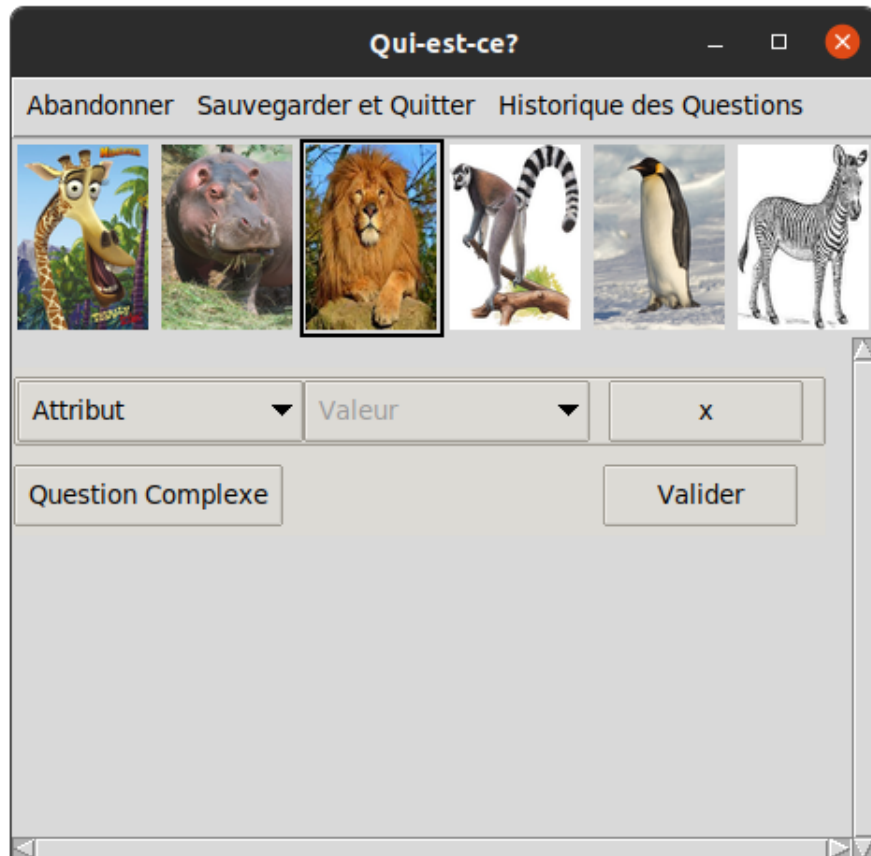 Qui-est-ce?
Abandonner Sauvegarder et Quitter Historique des Questions
Attribut Valeur x
Question Complexe Valider